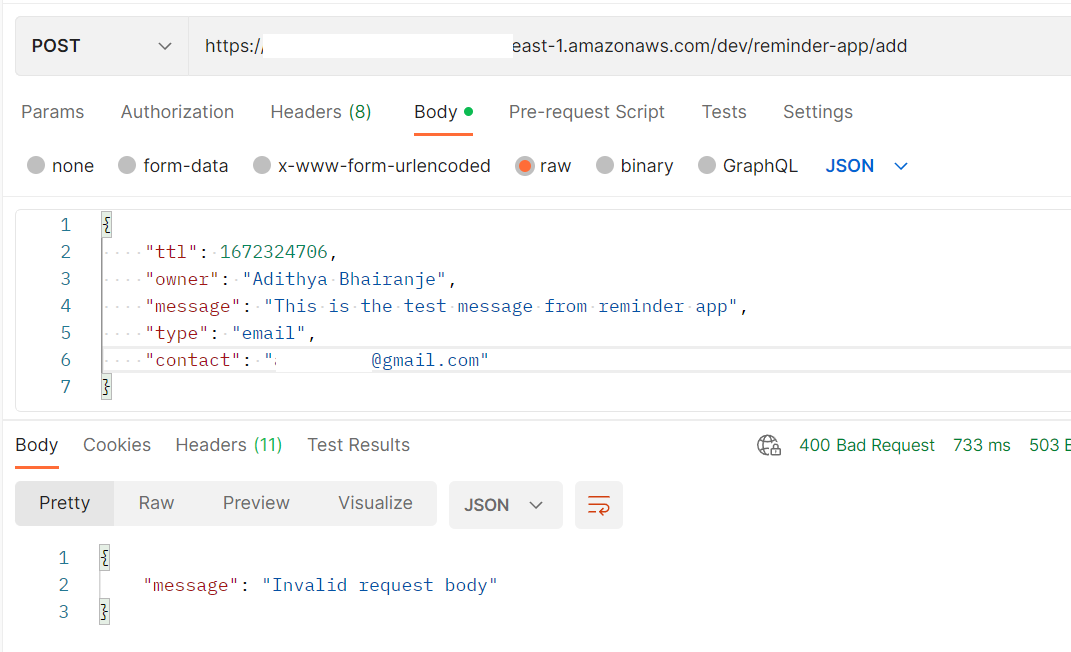 POST https:// east-1.amazonaws.com/dev/reminder-app/add
Params Authorization Headers (8) Body Pre-request Script Tests Settings
none form-data x-www-form-urlencoded raw binary GraphQL JSON
1 {
2 "ttl": 1672324706,
3 "owner": "Adithya Bhairanje",
4 "message": "This is the test message from reminder app",
5 "type": "email",
6 "contact": " @gmail.com"
7 }
Body Cookies Headers (11) Test Results 400 Bad Request 733 ms 503
Pretty Raw Preview Visualize JSON
1 {
2 "message": "Invalid request body"
3 }